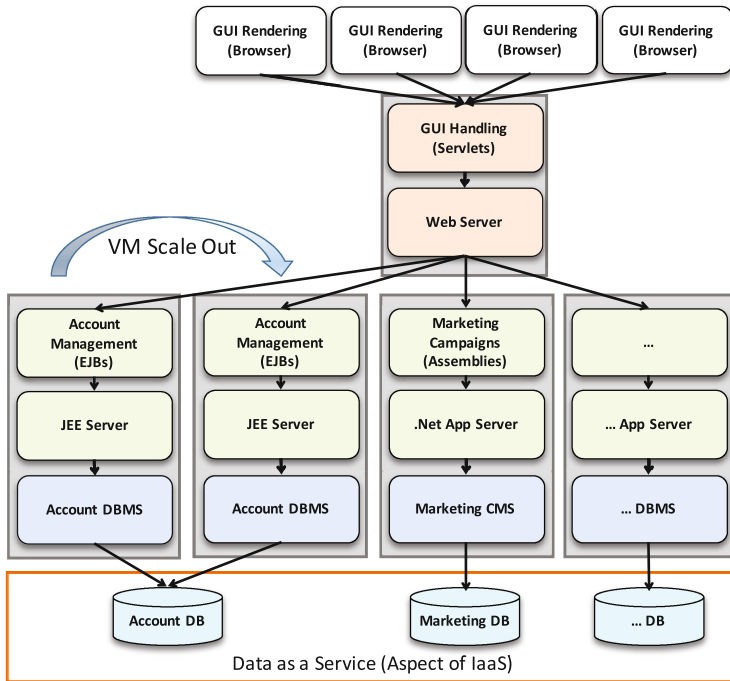 GUI Rendering
(Browser)
GUI Rendering
(Browser)
GUI Rendering
(Browser)
GUI Rendering
(Browser)
GUI Handling
(Servlets)
Web Server
VM Scale Out
Account
Management
(EJBs)
Account
Management
(EJBs)
Marketing
Campaigns
(Assemblies)
...
JEE Server
JEE Server
.Net App Server
... App Server
Account DBMS
Account DBMS
Marketing CMS
... DBMS
Account DB
Marketing DB
... DB
Data as a Service (Aspect of IaaS)